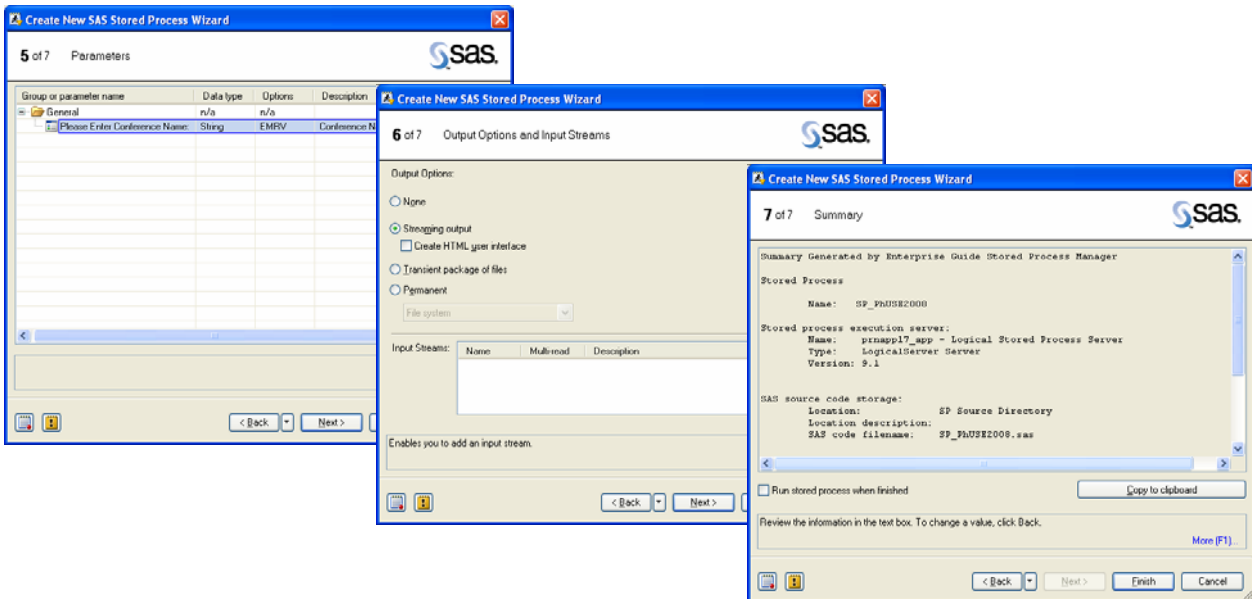 Create New SAS Stored Process Wizard
5 of 7 Parameters
sas.
Group or parameter name Data type Options Description
General n/a n/a
Please Enter Conference Name: String EMRV Conference N
< Back Next >
Create New SAS Stored Process Wizard
6 of 7 Output Options and Input Streams
sas.
Output Options:
None
Streaming output
Create HTML user interface
Transient package of files
Permanent
File system
Input Streams: Name Multi-read Description
Enables you to add an input stream.
< Back Next >
Create New SAS Stored Process Wizard
7 of 7 Summary
sas.
Summary Generated by Enterprise Guide Stored Process Manager
Stored Process
Name: SP_PhUSE2008
Stored process execution server:
Name: prnapp17_app - Logical Stored Process Server
Type: LogicalServer Server
Version: 9.1
SAS source code storage:
Location: SP Source Directory
Location description:
SAS code filename: SP_PhUSE2008.sas
Run stored process when finished
Copy to clipboard
Review the information in the text box. To change a value, click Back.
More (F1)...
< Back Next > Finish Cancel